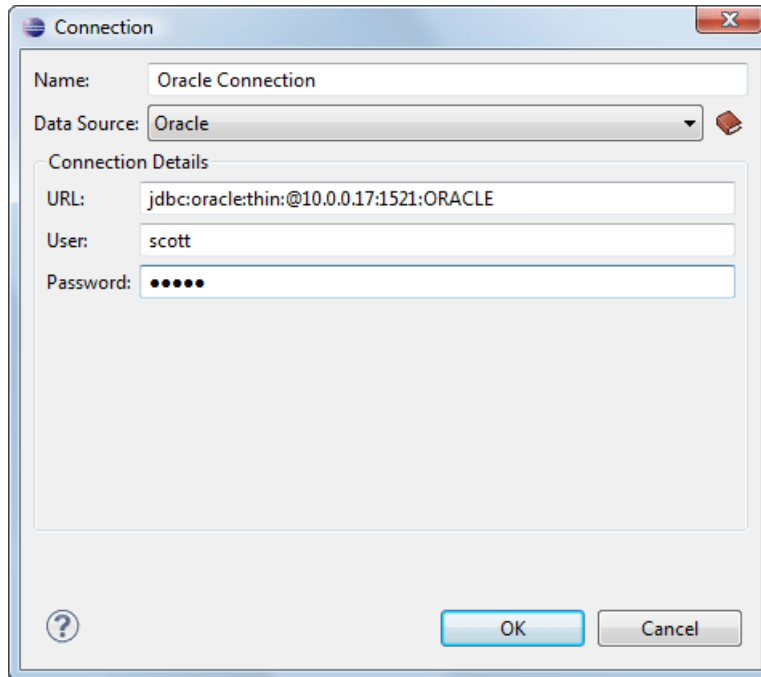 Connection
Name: Oracle Connection
Data Source: Oracle
Connection Details
URL: jdbc:oracle:thin:@10.0.0.17:1521:ORACLE
User: scott
Password: •••••
?
OK Cancel